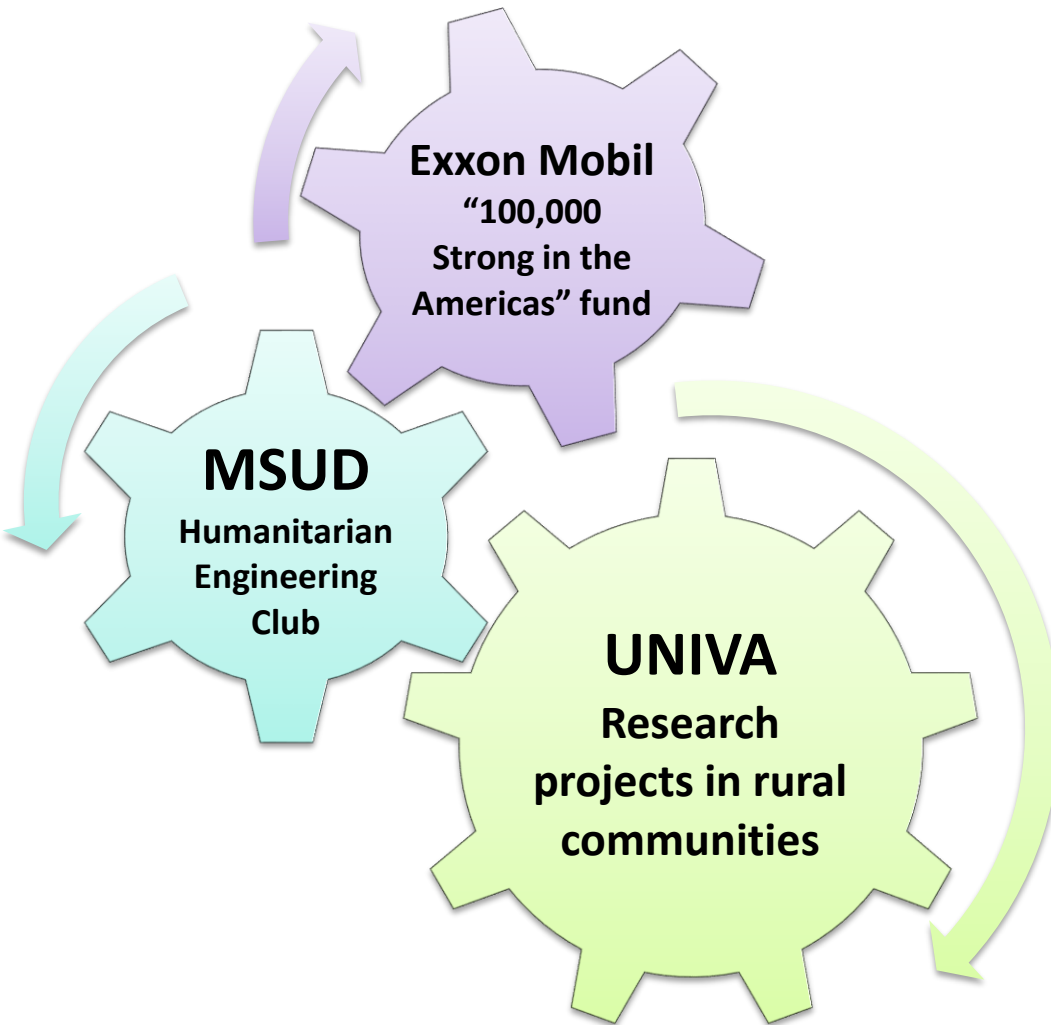 Exxon Mobil
“100,000
Strong in the
Americas” fund
MSUD
Humanitarian
Engineering
Club
UNIVA
Research
projects in rural
communities